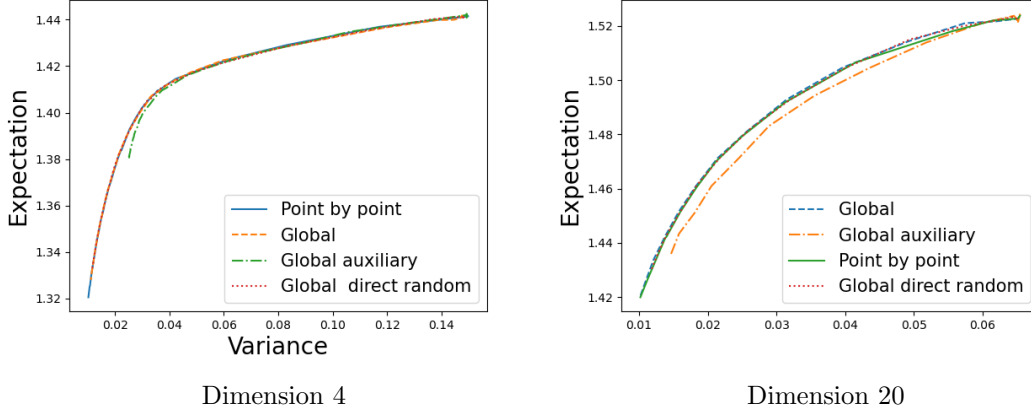 1.44
1.42
1.40
1.38
1.36
1.34
1.32
Expectation
0.02 0.04 0.06 0.08 0.10 0.12 0.14
Variance
Point by point
Global
Global auxiliary
Global direct random
Dimension 4
1.52
1.50
1.48
1.46
1.44
1.42
Expectation
0.01 0.02 0.03 0.04 0.05 0.06
Global
Global auxiliary
Point by point
Global direct random
Dimension 20